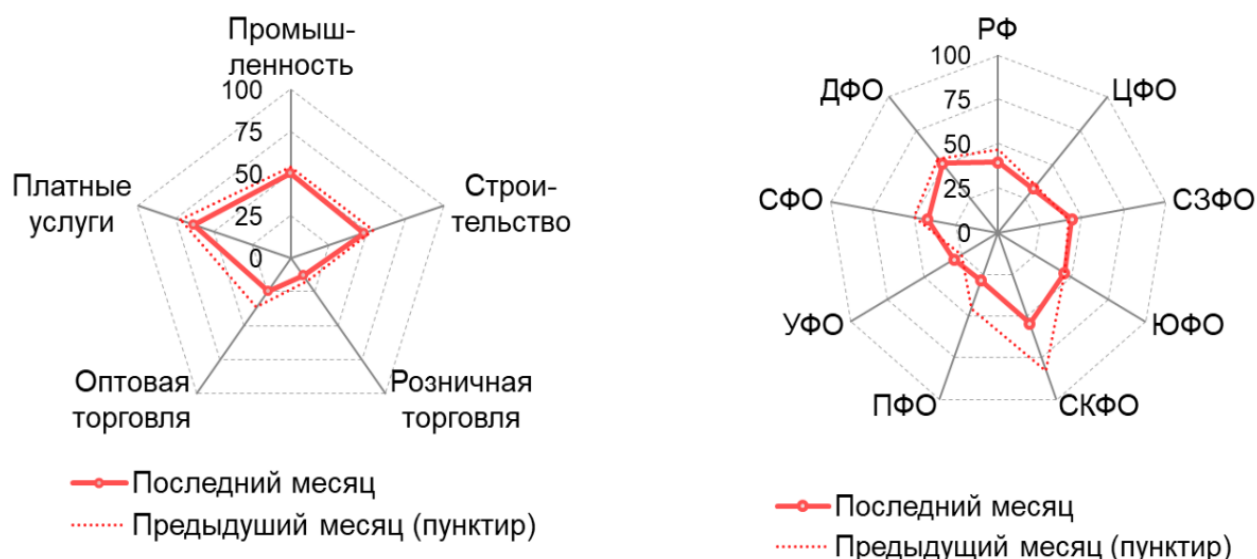 Промыш-
ленность
100
75
50
25
0
Платные
услуги
Строи-
тельство
Оптовая
торговля
Розничная
торговля
Последний месяц
Предыдуший месяц (пунктир)
РФ
100
75
50
25
0
ДФО
ЦФО
СФО
СЗФО
УФО
ЮФО
ПФО
СКФО
Последний месяц
Предыдущий месяц (пунктир)